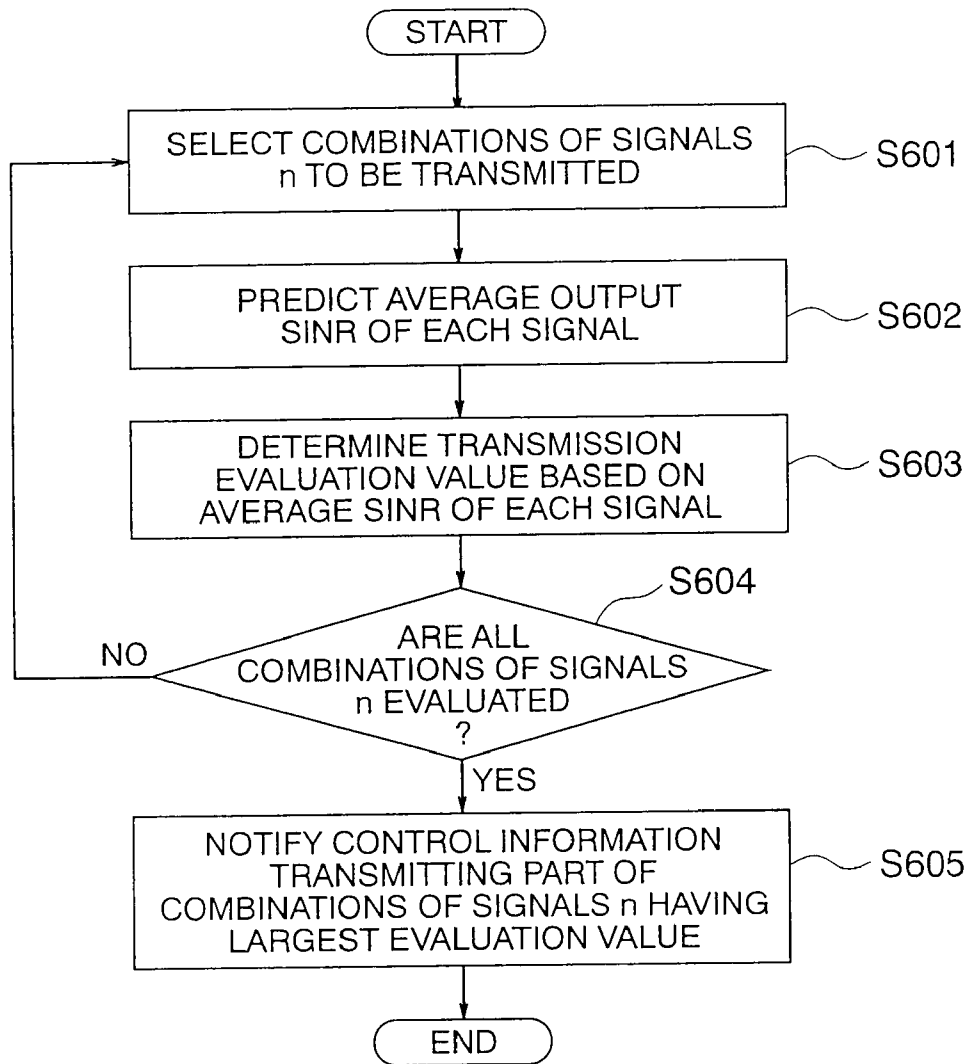 START
SELECT COMBINATIONS OF SIGNALS
n TO BE TRANSMITTED
S601
PREDICT AVERAGE OUTPUT
SINR OF EACH SIGNAL
S602
DETERMINE TRANSMISSION
EVALUATION VALUE BASED ON
AVERAGE SINR OF EACH SIGNAL
S603
S604
ARE ALL
COMBINATIONS OF SIGNALS
n EVALUATED
?
NO
YES
NOTIFY CONTROL INFORMATION
TRANSMITTING PART OF
COMBINATIONS OF SIGNALS n HAVING
LARGEST EVALUATION VALUE
S605
END